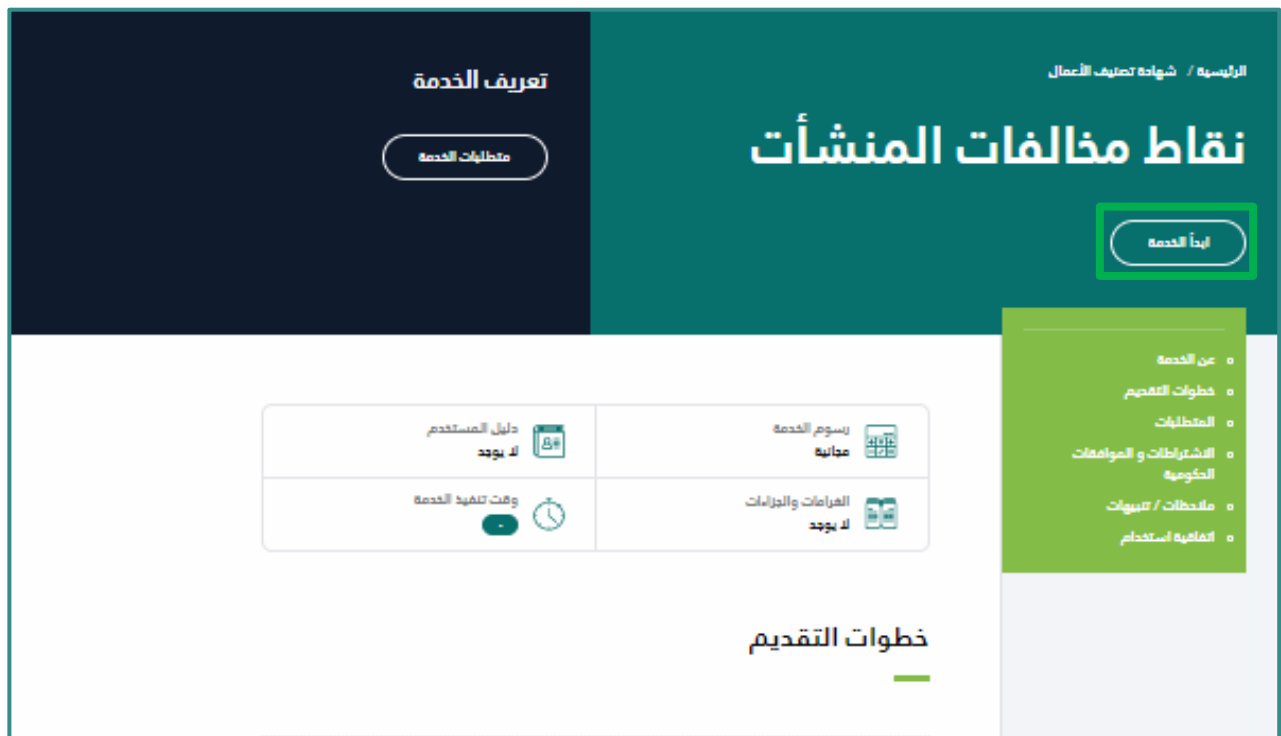 الرئيسية / شهادة تصنيف الأعمال
نقاط مخالفات المنشأت
ابدأ الخدمة
تعريف الخدمة
متطلبات الخدمة
عن الخدمة
خطوات التقديم
المتطلبات
الاشتراطات و الموافقات
الحكومية
ملاحظات / تنبيهات
اتفاقية استخدام
رسوم الخدمة
مجانية
دليل المستخدم
لا يوجد
الغرامات والجزاءات
لا يوجد
وقت تنفيذ الخدمة
-
خطوات التقديم